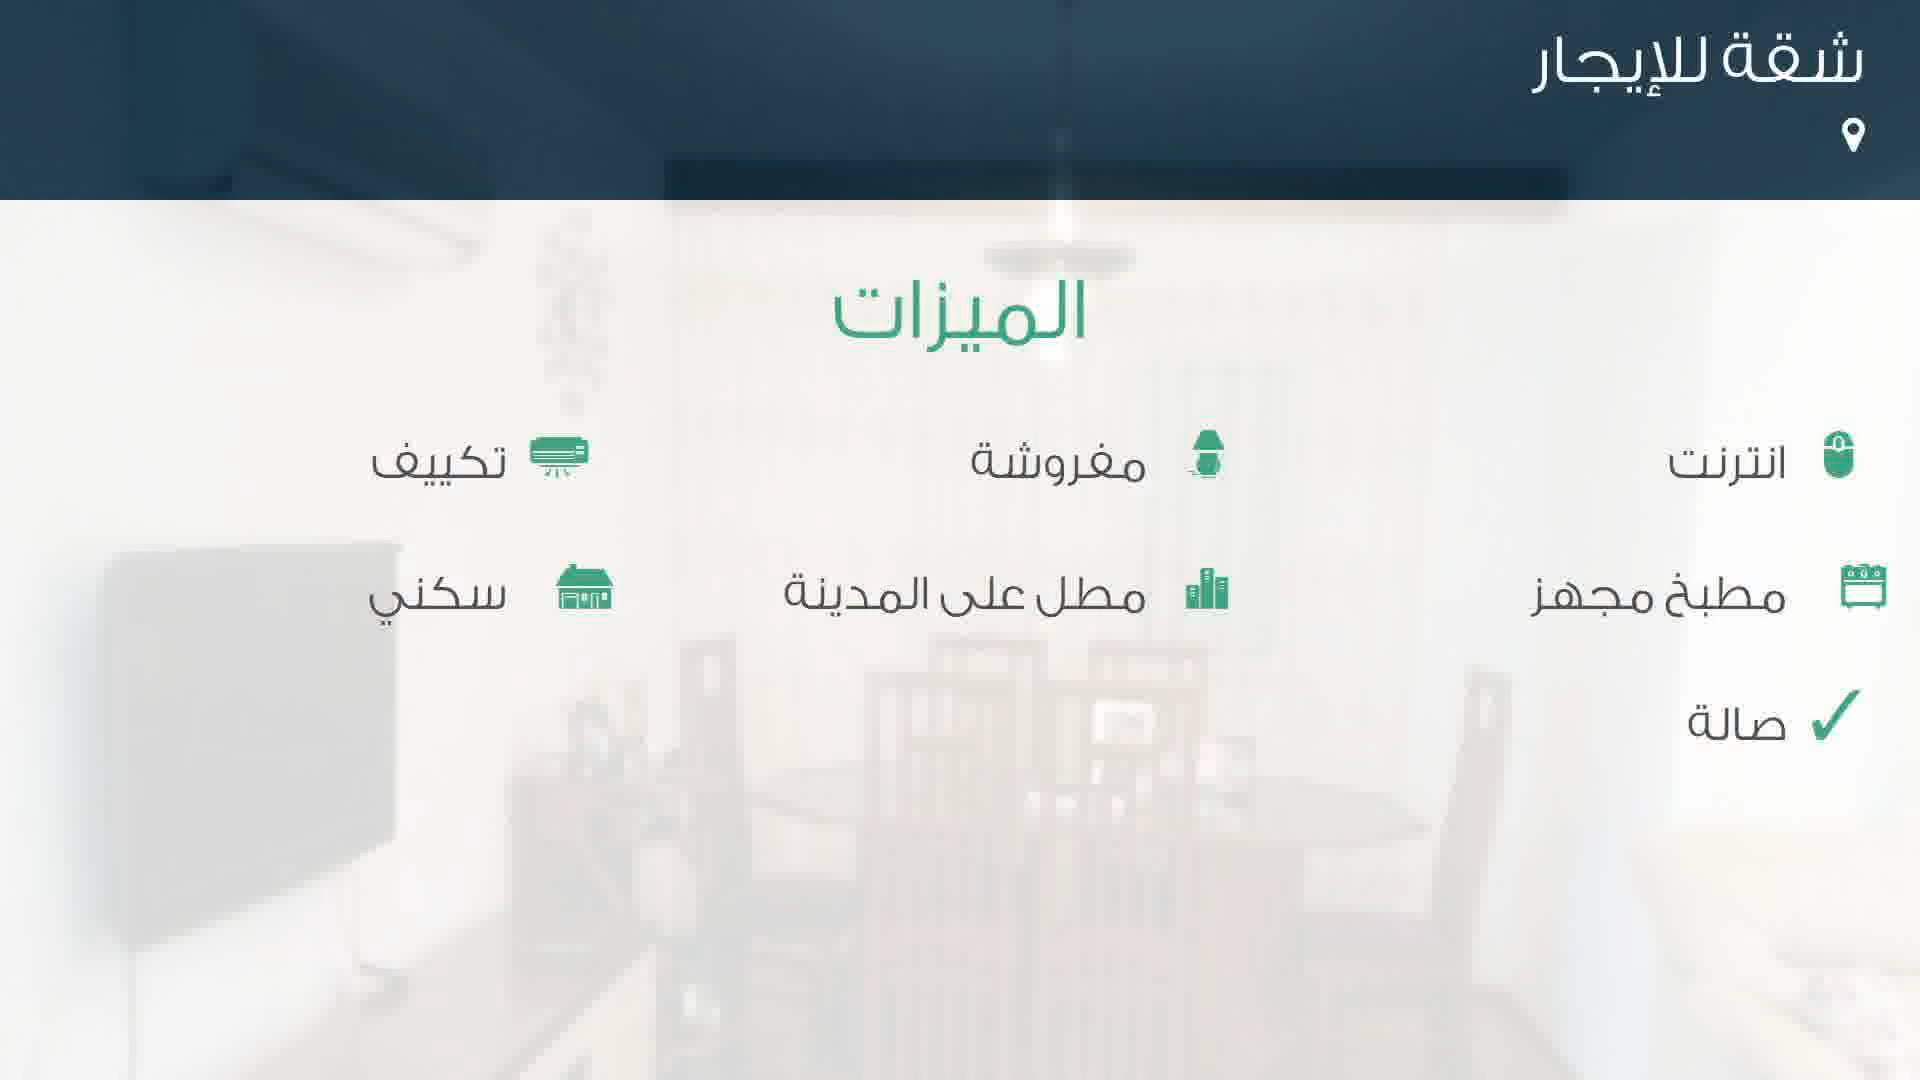 شقة للإيجار
الميزات
انترنت
مفروشة
تكييف
مطبخ مجهز
مطل على المدينة
سكني
صالة